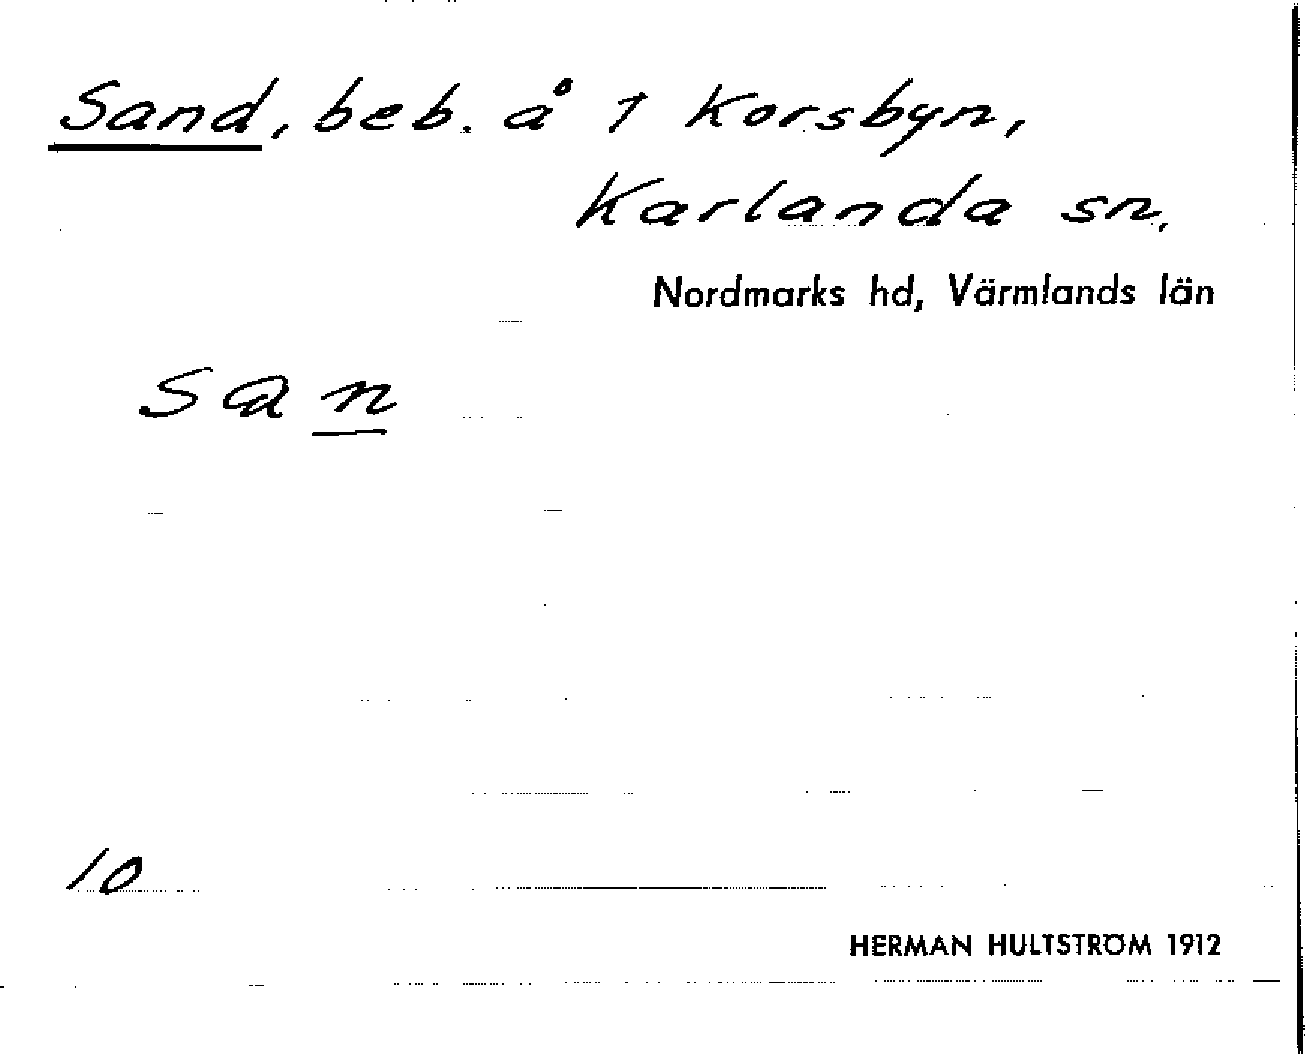 Sand, beb. å 1 Korsbyn,
Karlanda sn,
Nordmarks hd, Värmlands län
san
10
HERMAN HULTSTRÖM 1912